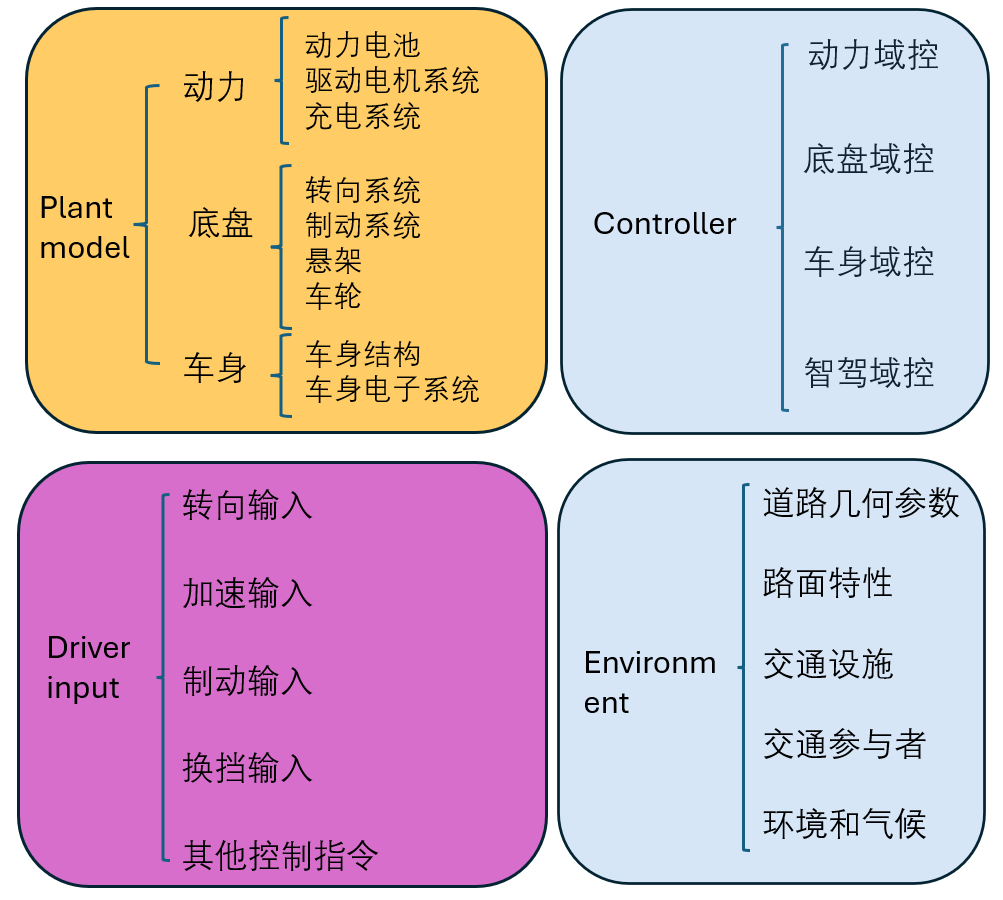 Plant
model
动力
动力电池
驱动电机系统
充电系统
底盘
转向系统
制动系统
悬架
车轮
车身
车身结构
车身电子系统
Controller
动力域控
底盘域控
车身域控
智驾域控
Driver
input
转向输入
加速输入
制动输入
换挡输入
其他控制指令
Environm
ent
道路几何参数
路面特性
交通设施
交通参与者
环境和气候